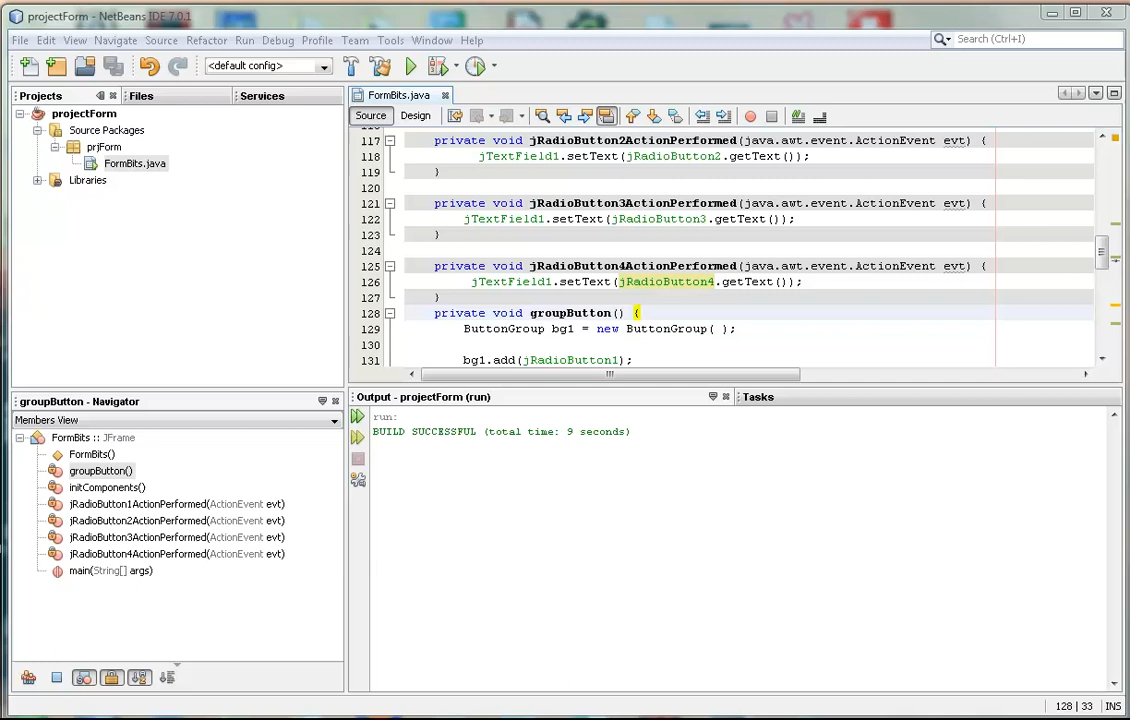 projectForm - NetBeans IDE 7.0.1
File Edit View Navigate Source Refactor Run Debug Profile Team Tools Window Help
Search (Ctrl+I)
<default config>
Projects
Files
Services
projectForm
Source Packages
prjForm
FormBits.java
Libraries
FormBits.java
Source Design
117 private void jRadioButton2ActionPerformed(java.awt.event.ActionEvent evt) {
118 jTextField1.setText(jRadioButton2.getText());
119 }
120
121 private void jRadioButton3ActionPerformed(java.awt.event.ActionEvent evt) {
122 jTextField1.setText(jRadioButton3.getText());
123 }
124
125 private void jRadioButton4ActionPerformed(java.awt.event.ActionEvent evt) {
126 jTextField1.setText(jRadioButton4.getText());
127 }
128 private void groupButton() {
129 ButtonGroup bg1 = new ButtonGroup( );
130
131 bg1.add(jRadioButton1);
groupButton - Navigator
Members View
FormBits :: JFrame
FormBits()
groupButton()
initComponents()
jRadioButton1ActionPerformed(ActionEvent evt)
jRadioButton2ActionPerformed(ActionEvent evt)
jRadioButton3ActionPerformed(ActionEvent evt)
jRadioButton4ActionPerformed(ActionEvent evt)
main(String[] args)
Output - projectForm (run)
Tasks
run:
BUILD SUCCESSFUL (total time: 9 seconds)
128 | 33 INS